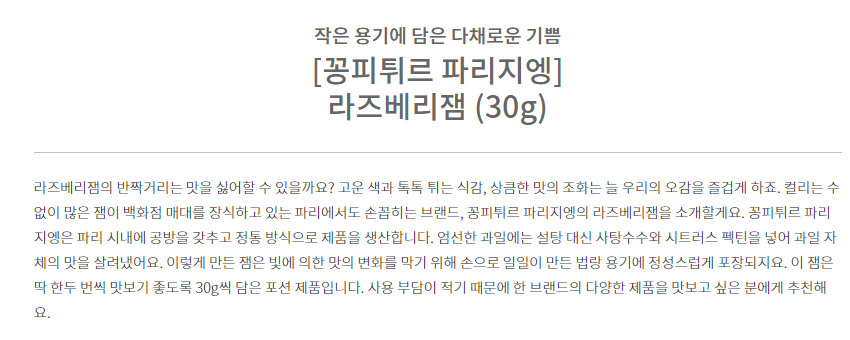 작은 용기에 담은 다채로운 기쁨
[꽁피튀르 파리지엥]
라즈베리잼 (30g)
라즈베리잼의 반짝거리는 맛을 싫어할 수 있을까요? 고운 색과 톡톡 튀는 식감, 상큼한 맛의 조화는 늘 우리의 오감을 즐겁게 하죠. 컬리는 수
없이 많은 잼이 백화점 매대를 장식하고 있는 파리에서도 손꼽히는 브랜드, 꽁피튀르 파리지엥의 라즈베리잼을 소개할게요. 꽁피튀르 파리
지엥은 파리 시내에 공방을 갖추고 정통 방식으로 제품을 생산합니다. 엄선한 과일에는 설탕 대신 사탕수수와 시트러스 펙틴을 넣어 과일 자
체의 맛을 살려냈어요. 이렇게 만든 잼은 빛에 의한 맛의 변화를 막기 위해 손으로 일일이 만든 법랑 용기에 정성스럽게 포장되지요. 이 잼은
딱 한두 번씩 맛보기 좋도록 30g씩 담은 포션 제품입니다. 사용 부담이 적기 때문에 한 브랜드의 다양한 제품을 맛보고 싶은 분에게 추천해
요.